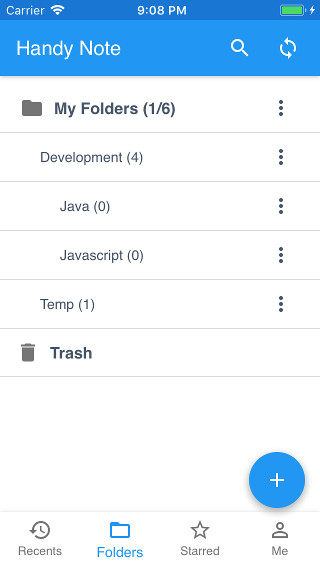 Carrier 9:08 PM
Handy Note
My Folders (1/6)
Development (4)
Java (0)
Javascript (0)
Temp (1)
Trash
Recents Folders Starred Me